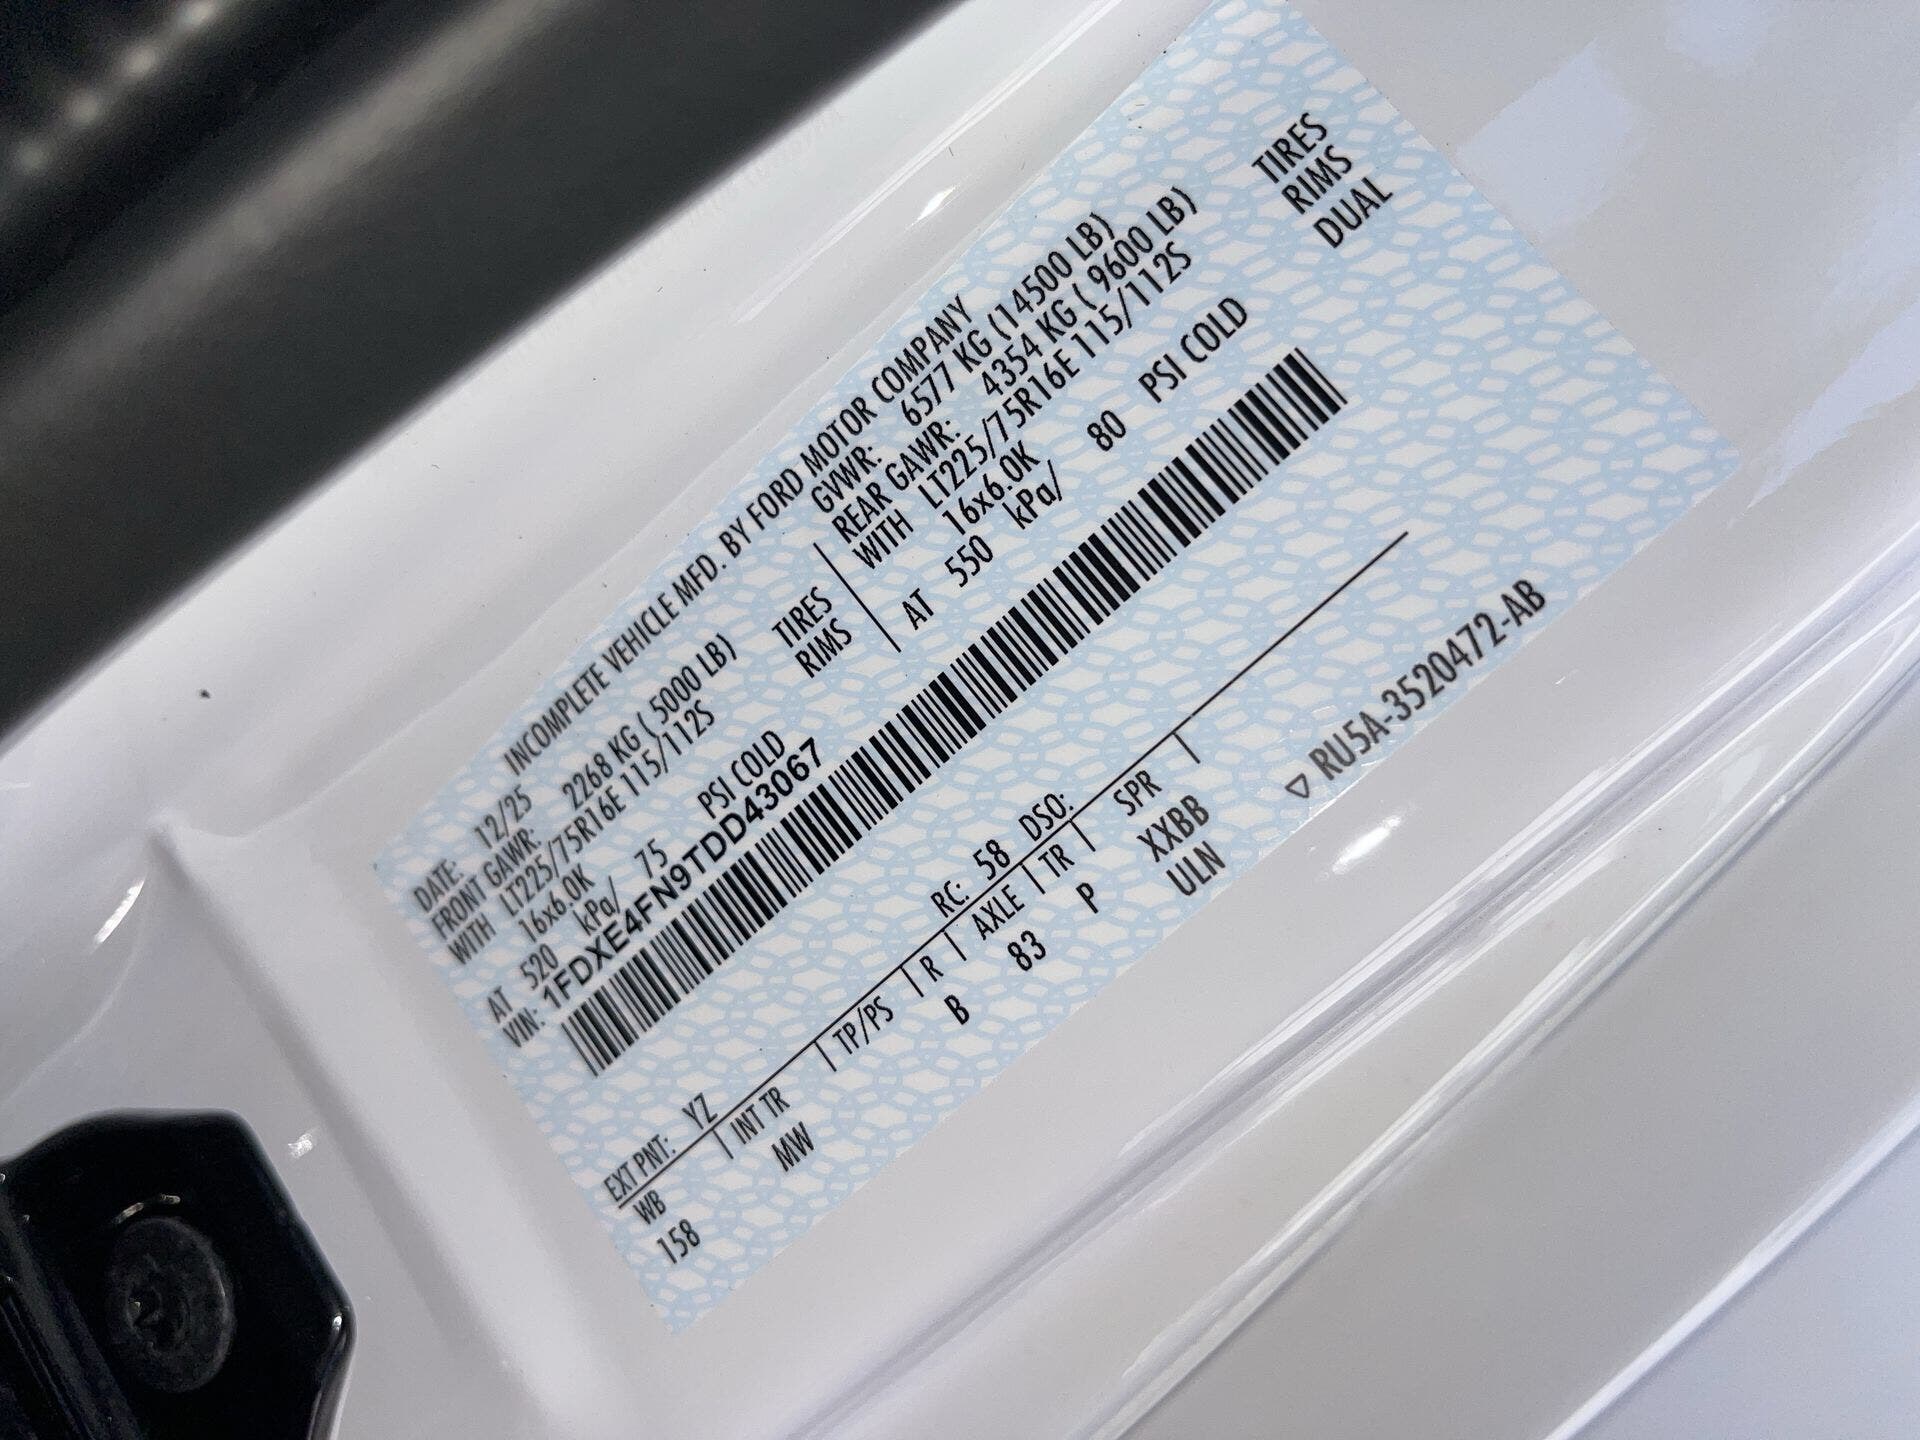 INCOMPLETE VEHICLE MFD. BY FORD MOTOR COMPANY
DATE: 12/25 GVWR: 6577 KG (14500 LB)
FRONT GAWR: 2268 KG ( 5000 LB) REAR GAWR: 4354 KG ( 9600 LB)
WITH LT225/75R16E 115/112S TIRES WITH LT225/75R16E 115/112S TIRES
16x6.0K RIMS 16x6.0K RIMS
AT 520 kPa/ 75 PSI COLD AT 550 kPa/ 80 PSI COLD DUAL
VIN: 1FDXE4FN9TDD43067
EXT PNT: YZ RC: 58 DSO:
WB | INT TR | TP/PS | R | AXLE | TR | SPR |
158 MW B 83 P XXBB
ULN
RU5A-3520472-AB